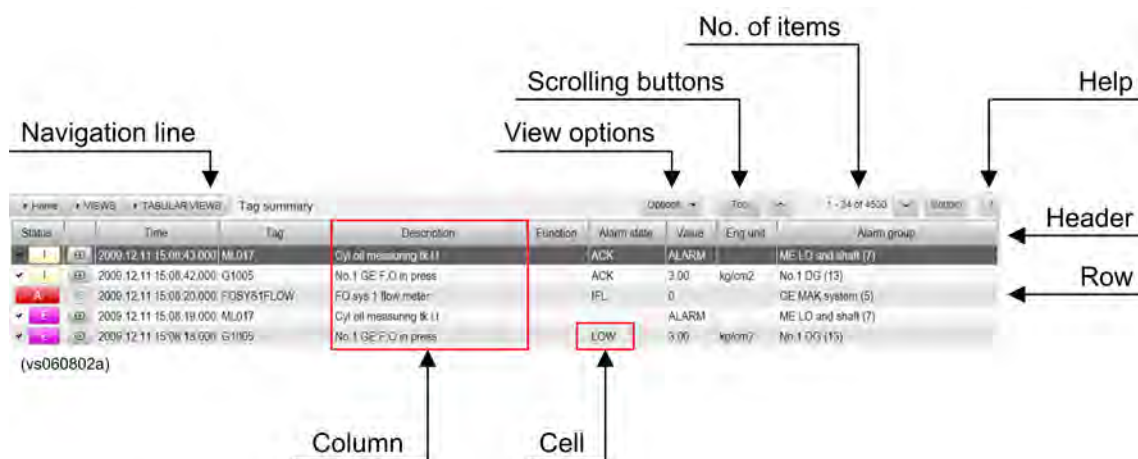 No. of items
Scrolling buttons
Help
Navigation line
View options
Home VIEWS TABULAR VIEWS Tag summary Options Top 1 - 34 of 4500 Bottom
Header
Status Time Tag Description Function Alarm state Value Eng unit Alarm group
I 2009.12.11 15:08:43.000 ML017 Cyl oil measuring tk I.I ACK ALARM ME LO and shaft (7)
Row
I 2009.12.11 15:08:42.000 G1005 No.1 GE F.O in press ACK 3.00 kg/cm2 No.1 DG (13)
A 2009.12.11 15:08:20.000 FOSYS1FLOW FO sys 1 flow meter IFL 0 GE MAK system (5)
E 2009.12.11 15:08:19.000 ML017 Cyl oil measuring tk I.I ALARM ME LO and shaft (7)
E 2009.12.11 15:08:18.000 G1005 No.1 GE F.O in press LOW 3.00 kg/cm2 No.1 DG (13)
(vs060802a)
Column
Cell